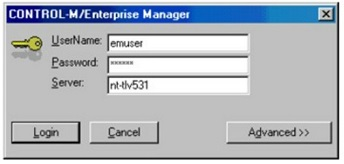 CONTROL-M/Enterprise Manager
UserName: emuser
Password: ******
Server: nt-tlv531
Login Cancel Advanced >>